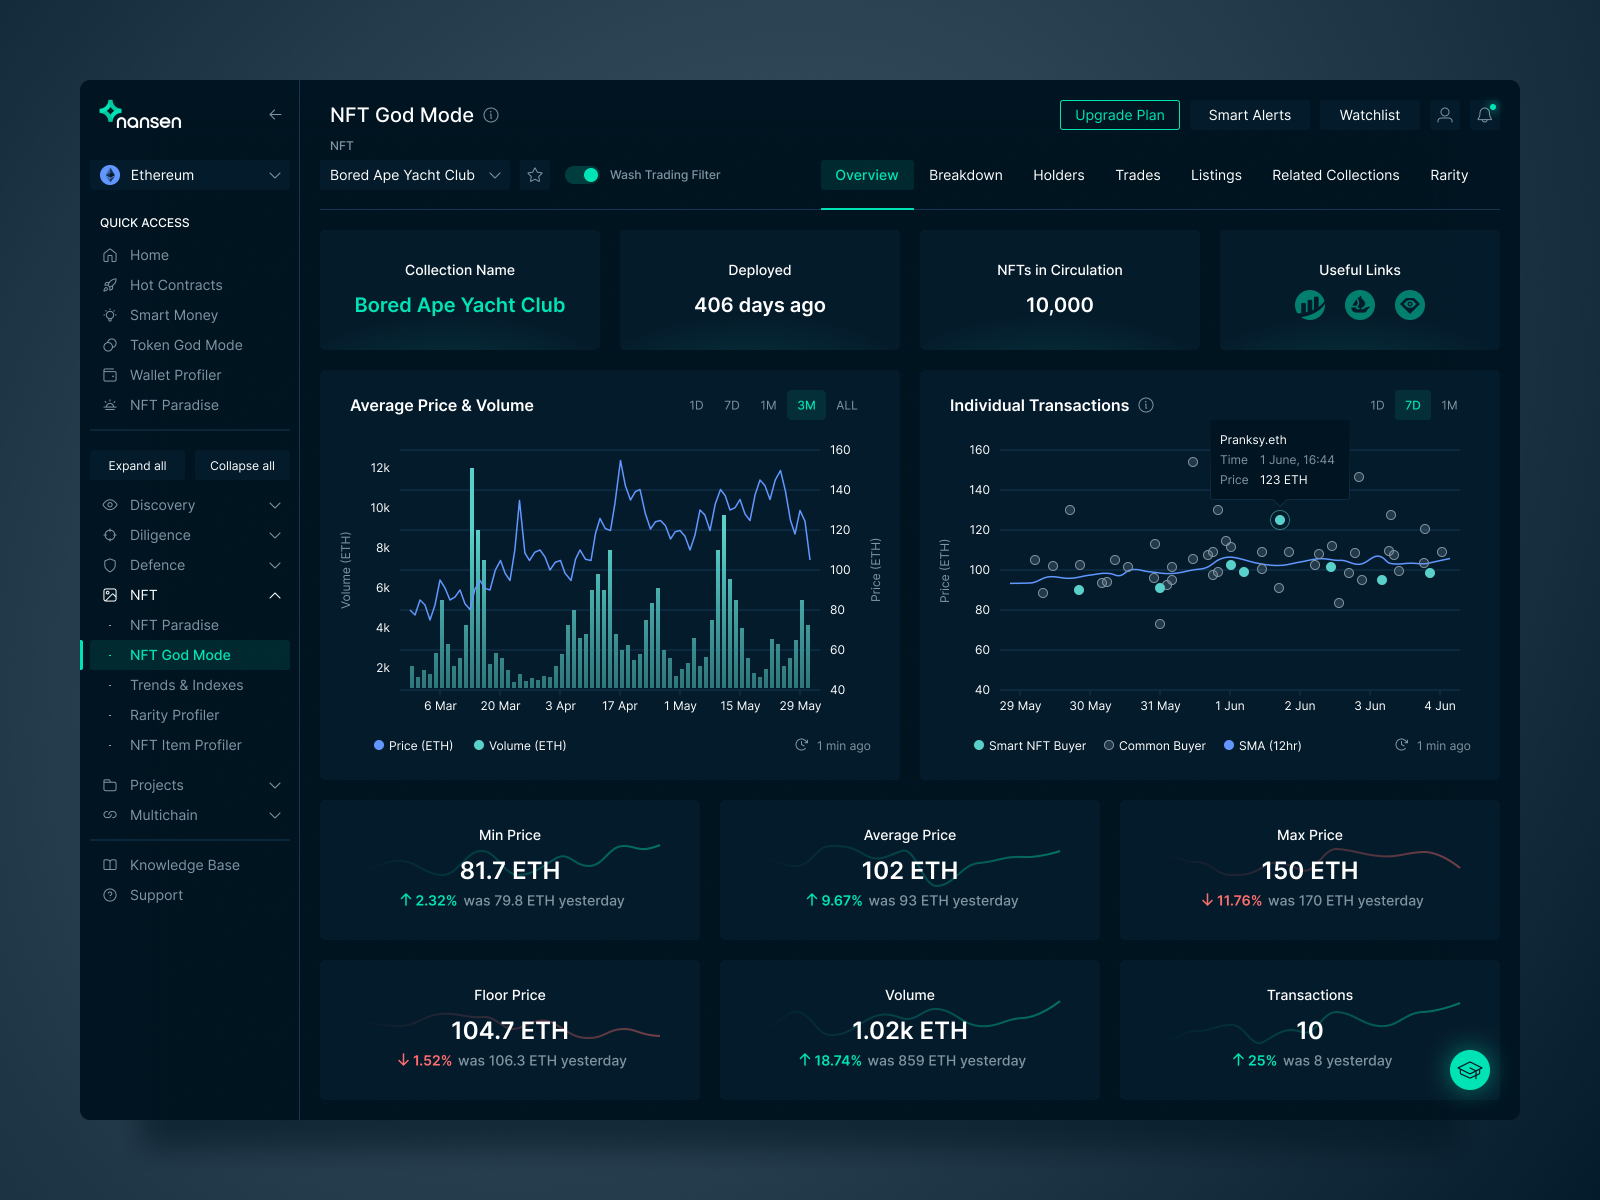 nansen
Ethereum
QUICK ACCESS
Home
Hot Contracts
Smart Money
Token God Mode
Wallet Profiler
NFT Paradise
Expand all
Collapse all
Discovery
Diligence
Defence
NFT
NFT Paradise
NFT God Mode
Trends & Indexes
Rarity Profiler
NFT Item Profiler
Projects
Multichain
Knowledge Base
Support
NFT God Mode
Upgrade Plan
Smart Alerts
Watchlist
NFT
Bored Ape Yacht Club
Wash Trading Filter
Overview
Breakdown
Holders
Trades
Listings
Related Collections
Rarity
Collection Name
Bored Ape Yacht Club
Deployed
406 days ago
NFTs in Circulation
10,000
Useful Links
Average Price & Volume
1D 7D 1M 3M ALL
Volume (ETH)
12k
10k
8k
6k
4k
2k
160
140
120
100
80
60
40
Price (ETH)
6 Mar 20 Mar 3 Apr 17 Apr 1 May 15 May 29 May
Price (ETH) Volume (ETH)
1 min ago
Individual Transactions
1D 7D 1M
Pranksy.eth
Time 1 June, 16:44
Price 123 ETH
Price (ETH)
160
140
120
100
80
60
40
29 May 30 May 31 May 1 Jun 2 Jun 3 Jun 4 Jun
Smart NFT Buyer Common Buyer SMA (12hr)
1 min ago
Min Price
81.7 ETH
2.32% was 79.8 ETH yesterday
Average Price
102 ETH
9.67% was 93 ETH yesterday
Max Price
150 ETH
11.76% was 170 ETH yesterday
Floor Price
104.7 ETH
1.52% was 106.3 ETH yesterday
Volume
1.02k ETH
18.74% was 859 ETH yesterday
Transactions
10
25% was 8 yesterday